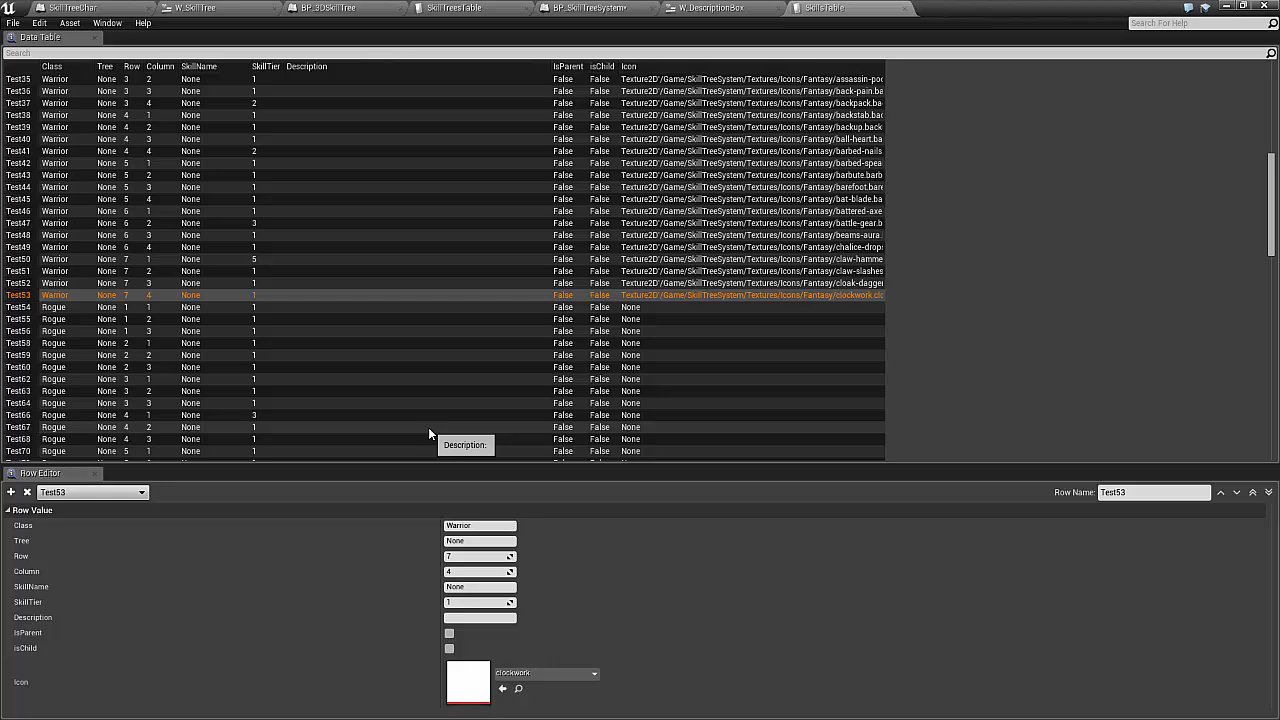 SkillTreeChar W_SkillTree BP_3DSkillTree SkillTreesTable BP_SkillTreeSystem* W_DescriptionBox SkillsTable
File Edit Asset Window Help Search For Help
Data Table
Search
Class Tree Row Column SkillName SkillTier Description IsParent isChild Icon
Test35 Warrior None 3 2 None 1 False False Texture2D'/Game/SkillTreeSystem/Textures/Icons/Fantasy/assassin-poc
Test36 Warrior None 3 3 None 1 False False Texture2D'/Game/SkillTreeSystem/Textures/Icons/Fantasy/back-pain.ba
Test37 Warrior None 3 4 None 2 False False Texture2D'/Game/SkillTreeSystem/Textures/Icons/Fantasy/backpack.ba
Test38 Warrior None 4 1 None 1 False False Texture2D'/Game/SkillTreeSystem/Textures/Icons/Fantasy/backstab.bac
Test39 Warrior None 4 2 None 1 False False Texture2D'/Game/SkillTreeSystem/Textures/Icons/Fantasy/backup.back
Test40 Warrior None 4 3 None 1 False False Texture2D'/Game/SkillTreeSystem/Textures/Icons/Fantasy/ball-heart.ba
Test41 Warrior None 4 4 None 2 False False Texture2D'/Game/SkillTreeSystem/Textures/Icons/Fantasy/barbed-nails
Test42 Warrior None 5 1 None 1 False False Texture2D'/Game/SkillTreeSystem/Textures/Icons/Fantasy/barbed-spea
Test43 Warrior None 5 2 None 1 False False Texture2D'/Game/SkillTreeSystem/Textures/Icons/Fantasy/barbute.barb
Test44 Warrior None 5 3 None 1 False False Texture2D'/Game/SkillTreeSystem/Textures/Icons/Fantasy/barefoot.bare
Test45 Warrior None 5 4 None 1 False False Texture2D'/Game/SkillTreeSystem/Textures/Icons/Fantasy/bat-blade.ba
Test46 Warrior None 6 1 None 1 False False Texture2D'/Game/SkillTreeSystem/Textures/Icons/Fantasy/battered-axe
Test47 Warrior None 6 2 None 3 False False Texture2D'/Game/SkillTreeSystem/Textures/Icons/Fantasy/battle-gear.b
Test48 Warrior None 6 3 None 1 False False Texture2D'/Game/SkillTreeSystem/Textures/Icons/Fantasy/beams-aura.
Test49 Warrior None 6 4 None 1 False False Texture2D'/Game/SkillTreeSystem/Textures/Icons/Fantasy/chalice-drops
Test50 Warrior None 7 1 None 5 False False Texture2D'/Game/SkillTreeSystem/Textures/Icons/Fantasy/claw-hamme
Test51 Warrior None 7 2 None 1 False False Texture2D'/Game/SkillTreeSystem/Textures/Icons/Fantasy/claw-slashes
Test52 Warrior None 7 3 None 1 False False Texture2D'/Game/SkillTreeSystem/Textures/Icons/Fantasy/cloak-dagge
Test53 Warrior None 7 4 None 1 False False Texture2D'/Game/SkillTreeSystem/Textures/Icons/Fantasy/clockwork.clo
Test54 Rogue None 1 1 None 1 False False None
Test55 Rogue None 1 2 None 1 False False None
Test56 Rogue None 1 3 None 1 False False None
Test58 Rogue None 2 1 None 1 False False None
Test59 Rogue None 2 2 None 1 False False None
Test60 Rogue None 2 3 None 1 False False None
Test62 Rogue None 3 1 None 1 False False None
Test63 Rogue None 3 2 None 1 False False None
Test64 Rogue None 3 3 None 1 False False None
Test66 Rogue None 4 1 None 3 False False None
Test67 Rogue None 4 2 None 1 False False None
Test68 Rogue None 4 3 None 1 False False None
Test70 Rogue None 5 1 None 1 False False None
Description:
Row Editor
Test53 Row Name: Test53
Row Value
Class Warrior
Tree None
Row 7
Column 4
SkillName None
SkillTier 1
Description
IsParent
isChild
Icon clockwork